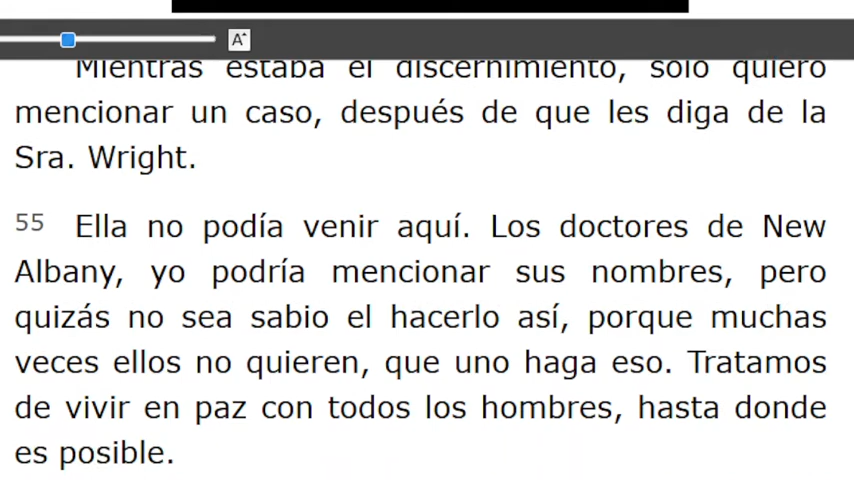 A
Mientras estaba el discernimiento, sólo quiero
mencionar un caso, después de que les diga de la
Sra. Wright.
55 Ella no podía venir aquí. Los doctores de New
Albany, yo podría mencionar sus nombres, pero
quizás no sea sabio el hacerlo así, porque muchas
veces ellos no quieren, que uno haga eso. Tratamos
de vivir en paz con todos los hombres, hasta donde
es posible.